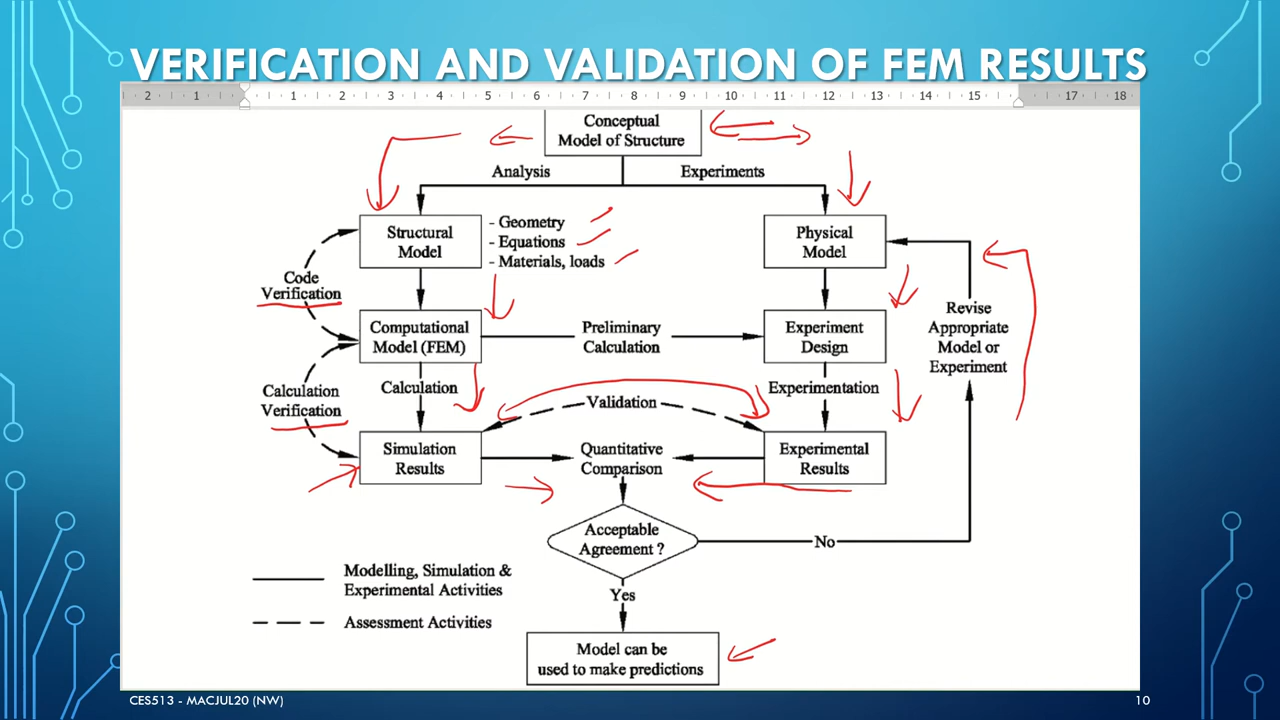 VERIFICATION AND VALIDATION OF FEM RESULTS
2 1 1 2 3 4 5 6 7 8 9 10 11 12 13 14 15 17 18
Conceptual
Model of Structure
Analysis
Experiments
Structural
Model
- Geometry
- Equations
- Materials, loads
Physical
Model
Code
Verification
Computational
Model (FEM)
Preliminary
Calculation
Experiment
Design
Revise
Appropriate
Model or
Experiment
Calculation
Verification
Calculation
Validation
Experimentation
Simulation
Results
Quantitative
Comparison
Experimental
Results
Acceptable
Agreement ?
No
Modelling, Simulation &
Experimental Activities
Yes
Assessment Activities
Model can be
used to make predictions
CES513 - MACJUL20 (NW)
10